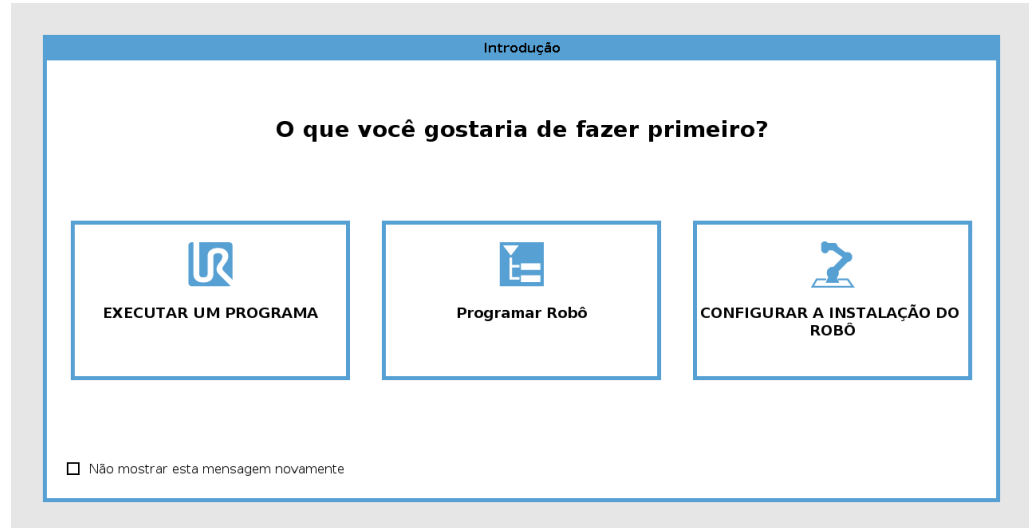 Introdução
O que você gostaria de fazer primeiro?
UR
EXECUTAR UM PROGRAMA
Programar Robô
CONFIGURAR A INSTALAÇÃO DO
ROBÔ
Não mostrar esta mensagem novamente